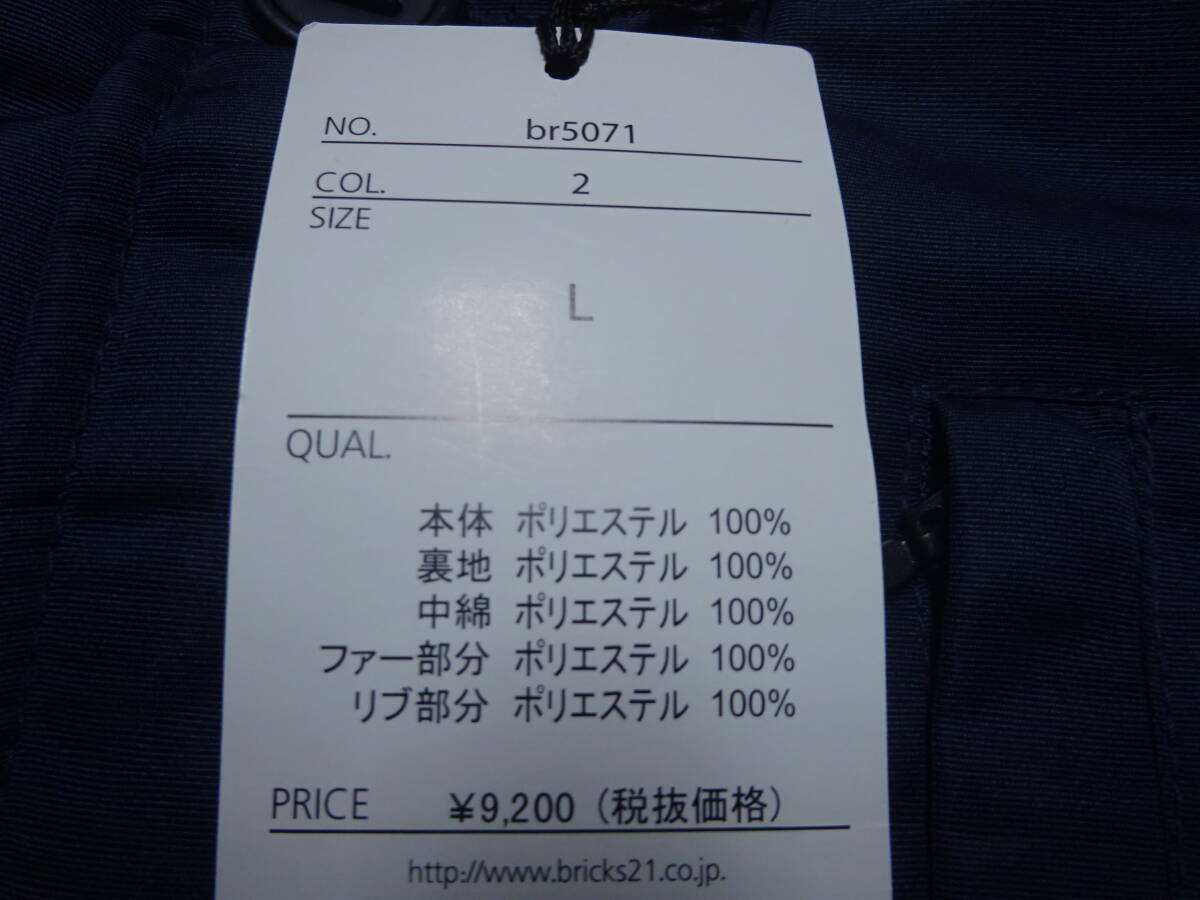 NO. br5071
COL. 2
SIZE
L
QUAL.
本体 ポリエステル 100%
裏地 ポリエステル 100%
中綿 ポリエステル 100%
ファー部分 ポリエステル 100%
リブ部分 ポリエステル 100%
PRICE ¥9,200 (税抜価格)
http://www.bricks21.co.jp.